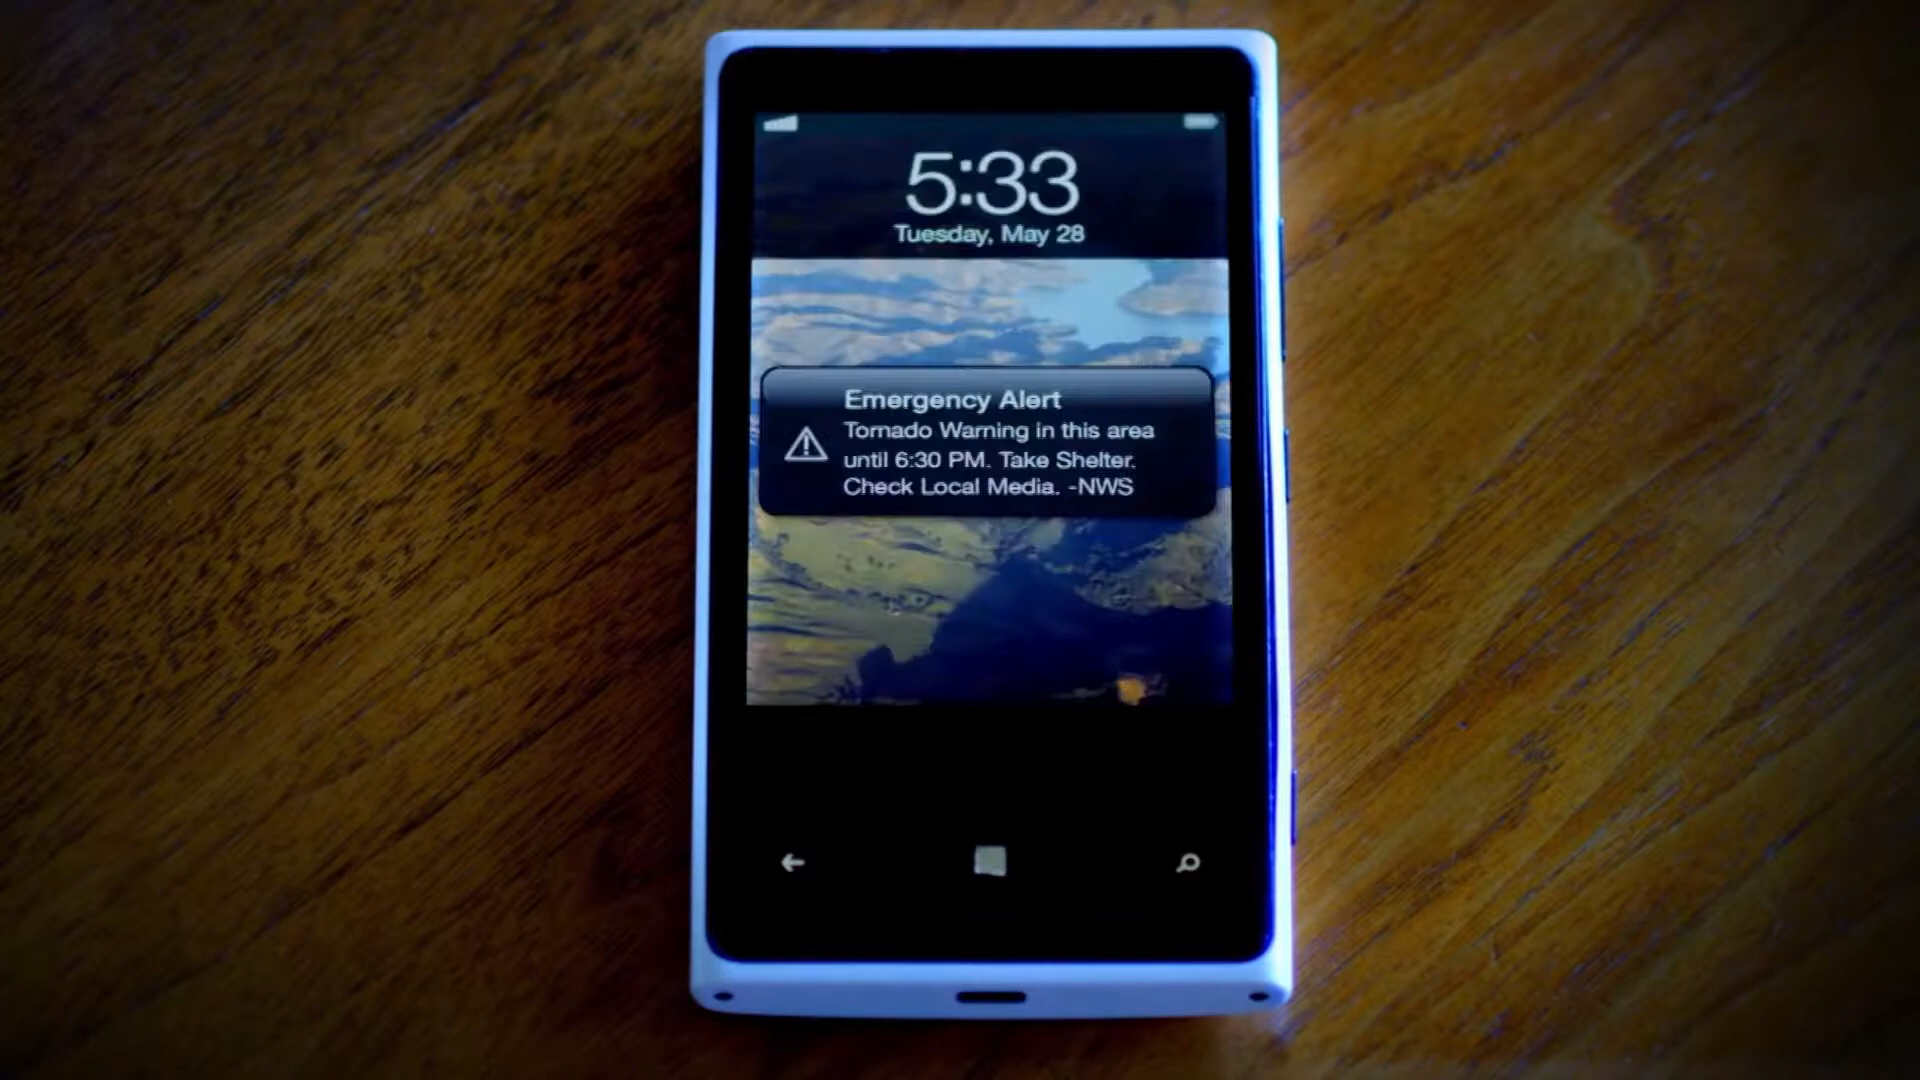 5:33
Tuesday, May 28
Emergency Alert
Tornado Warning in this area
until 6:30 PM. Take Shelter.
Check Local Media. -NWS